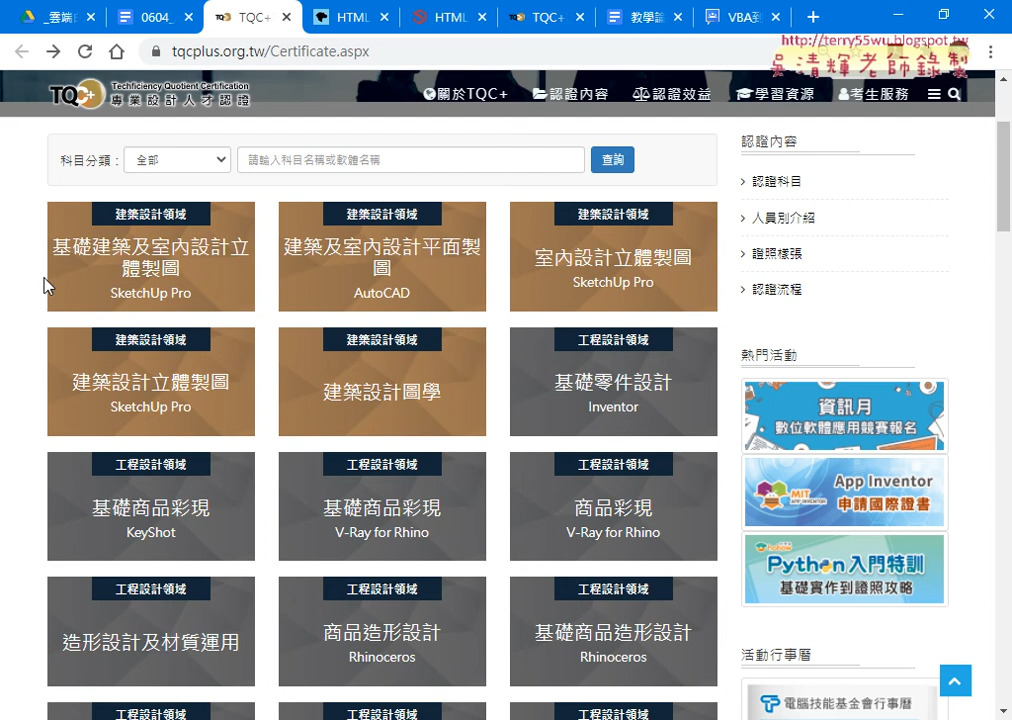 _雲端
0604_
TQC+
HTML
HTML
TQC+
教學論
VBA到
tqcplus.org.tw/Certificate.aspx
http://terry55wu.blogspot.tw
吳清輝老師錄製
TQC+ Techficiency Quotient Certification
專業設計人才認證
關於TQC+
認證內容
認證效益
學習資源
考生服務
科目分類：
全部
請輸入科目名稱或軟體名稱
查詢
建築設計領域
基礎建築及室內設計立
體製圖
SketchUp Pro
建築設計領域
建築及室內設計平面製
圖
AutoCAD
建築設計領域
室內設計立體製圖
SketchUp Pro
建築設計領域
建築設計立體製圖
SketchUp Pro
建築設計領域
建築設計圖學
工程設計領域
基礎零件設計
Inventor
工程設計領域
基礎商品彩現
KeyShot
工程設計領域
基礎商品彩現
V-Ray for Rhino
工程設計領域
商品彩現
V-Ray for Rhino
工程設計領域
造形設計及材質運用
工程設計領域
商品造形設計
Rhinoceros
工程設計領域
基礎商品造形設計
Rhinoceros
工程設計領域
工程設計領域
工程設計領域
認證內容
認證科目
人員別介紹
證照樣張
認證流程
熱門活動
資訊月
數位軟體應用競賽報名
MIT
APP INVENTOR
App Inventor
申請國際證書
Python入門特訓
基礎實作到證照攻略
活動行事曆
電腦技能基金會行事曆